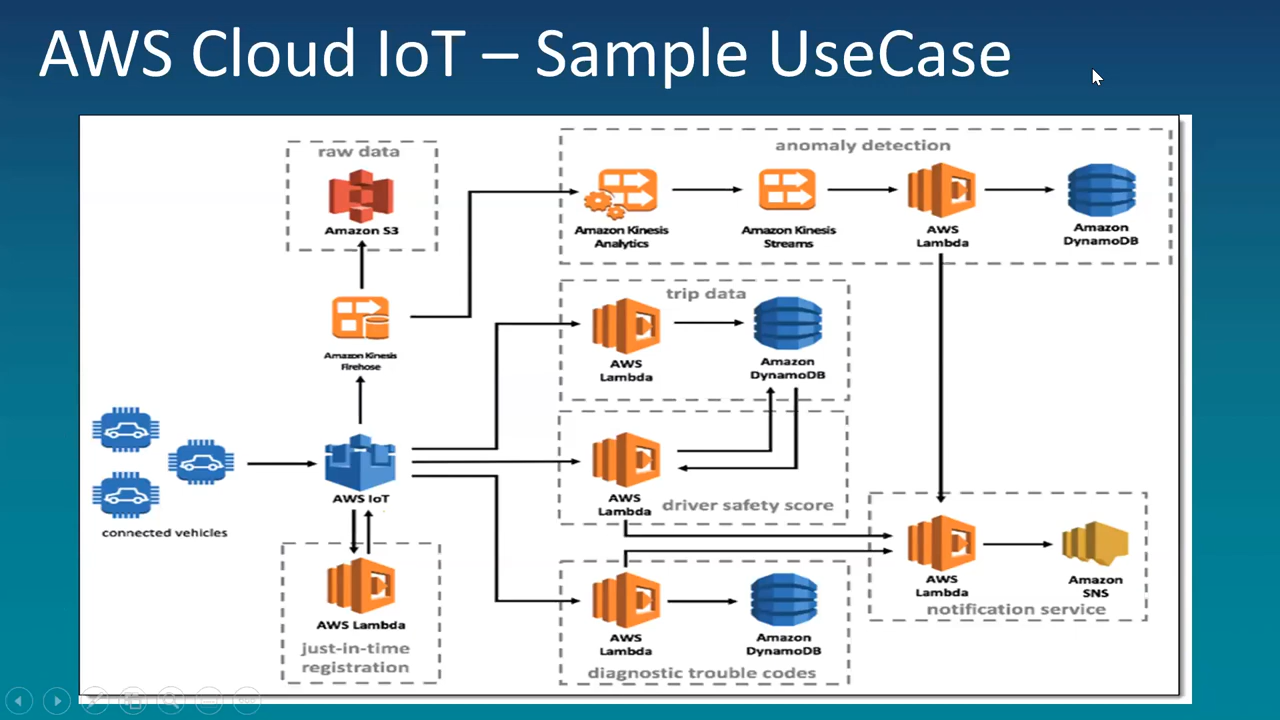 AWS Cloud IoT – Sample UseCase
raw data
Amazon S3
anomaly detection
Amazon Kinesis
Analytics
Amazon Kinesis
Streams
AWS
Lambda
Amazon
DynamoDB
Amazon Kinesis
Firehose
trip data
AWS
Lambda
Amazon
DynamoDB
connected vehicles
AWS IoT
AWS
Lambda
driver safety score
AWS Lambda
just-in-time
registration
AWS
Lambda
Amazon
DynamoDB
diagnostic trouble codes
AWS
Lambda
Amazon
SNS
notification service